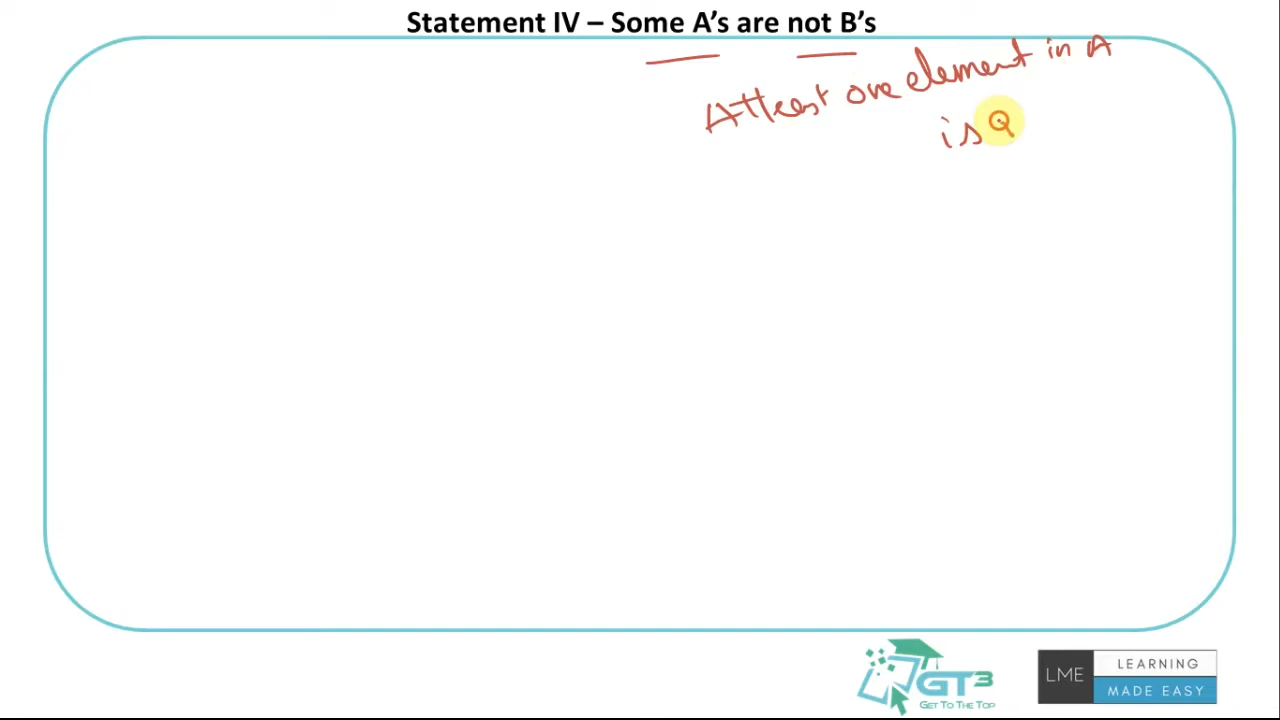 Statement IV – Some A’s are not B’s
Atleast one element in A
is
GT3
GET TO THE TOP
LME
LEARNING
MADE EASY